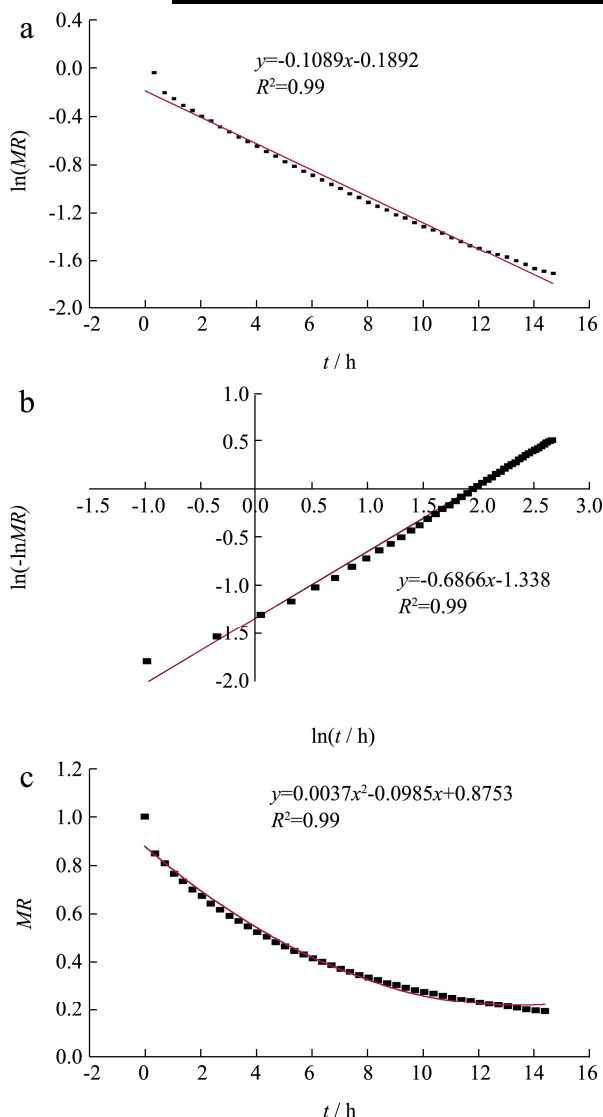 a
0.4
0.0
-0.4
-0.8
-1.2
-1.6
-2.0
ln(MR)
y=-0.1089x-0.1892
R²=0.99
-2 0 2 4 6 8 10 12 14 16
t / h
b
1.0
0.5
-1.5 -1.0 -0.5 0.0 0.5 1.0 1.5 2.0 2.5 3.0
-0.5
-1.0
-1.5
-2.0
ln(-lnMR)
y=-0.6866x-1.338
R²=0.99
ln(t / h)
c
1.2
1.0
0.8
0.6
0.4
0.2
0.0
MR
y=0.0037x²-0.0985x+0.8753
R²=0.99
-2 0 2 4 6 8 10 12 14 16
t / h